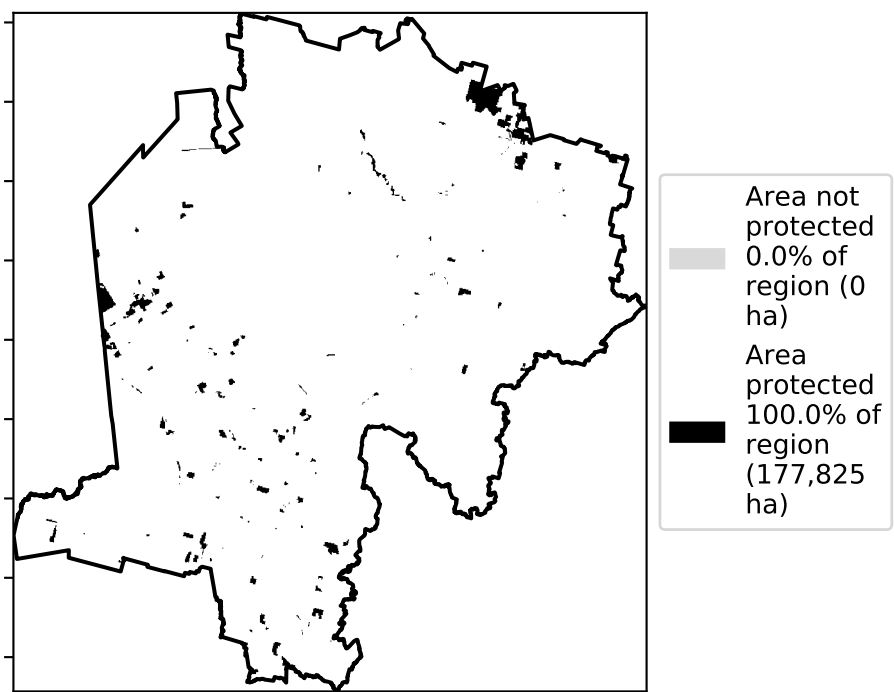 Area not
protected
0.0% of
region (0
ha)
Area
protected
100.0% of
region
(177,825
ha)